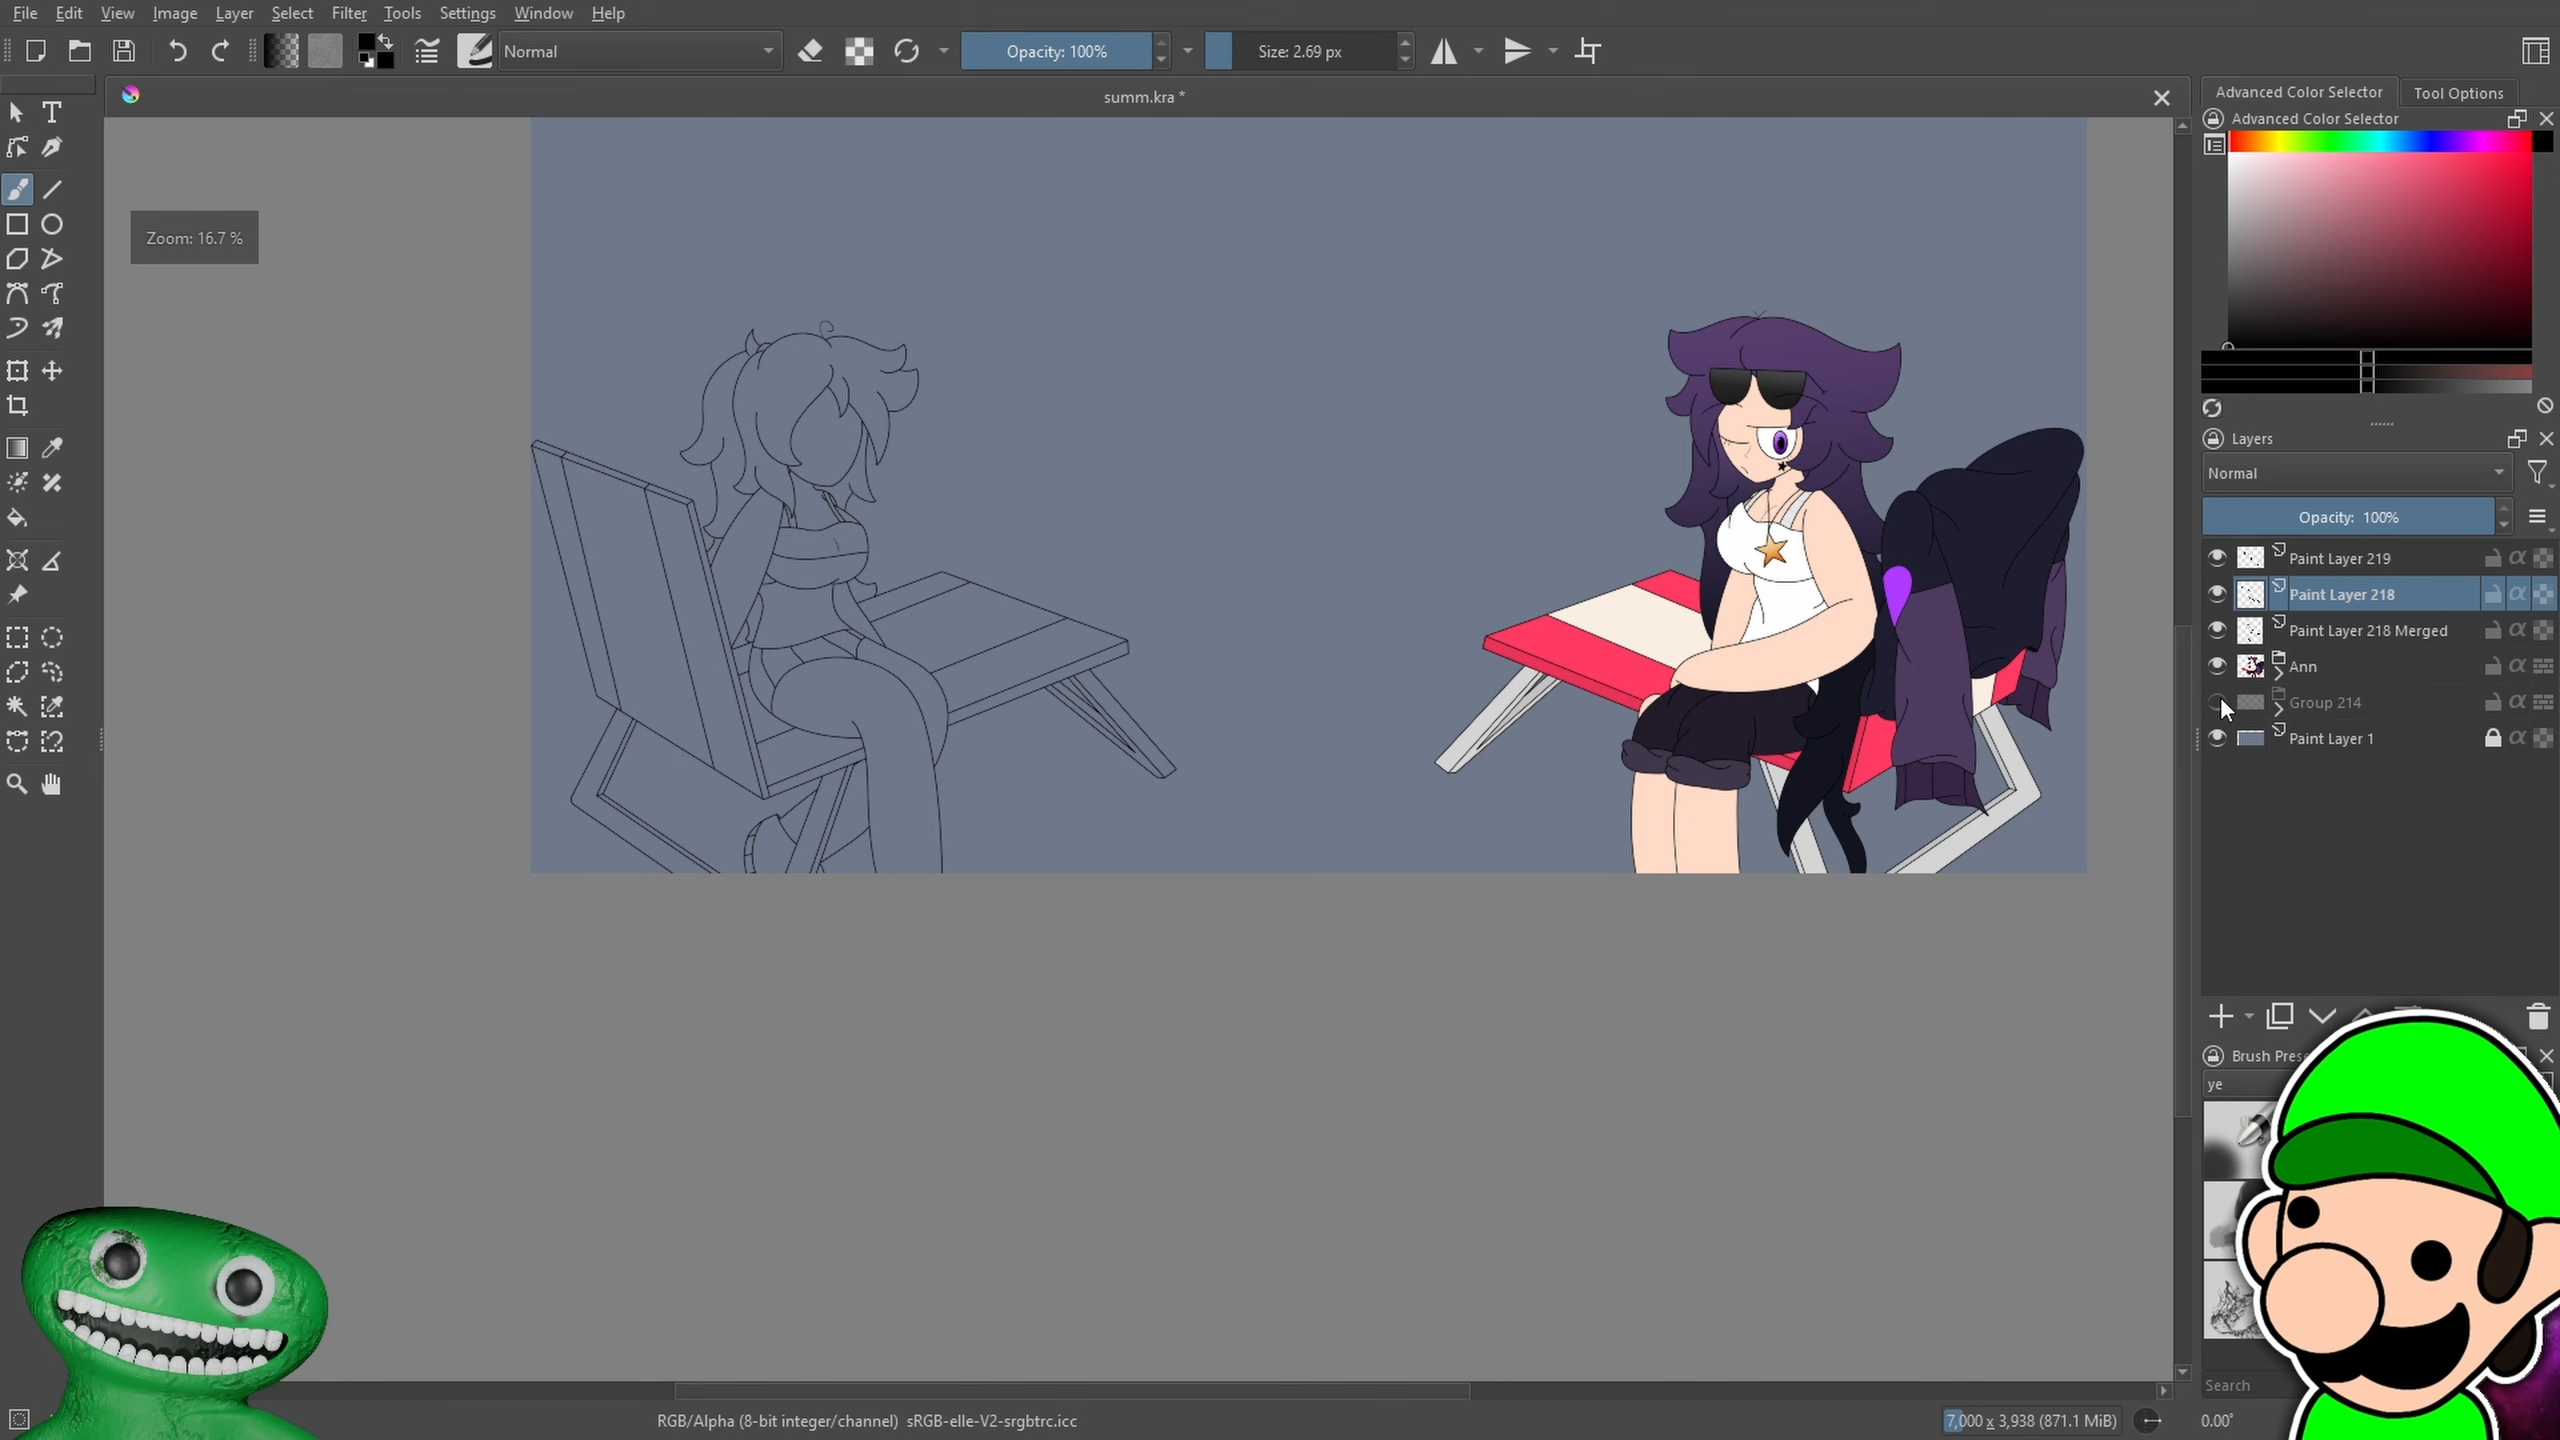 File Edit View Image Layer Select Filter Tools Settings Window Help
Normal
Opacity: 100%
Size: 2.69 px
summ.kra *
Advanced Color Selector
Tool Options
Advanced Color Selector
Zoom: 16.7 %
Layers
Normal
Opacity: 100%
Paint Layer 219
Paint Layer 218
Paint Layer 218 Merged
Ann
Group 214
Paint Layer 1
Brush Pres
ye
Search
RGB/Alpha (8-bit integer/channel) sRGB-elle-V2-srgbtrc.icc
7,000 x 3,938 (871.1 MiB)
0.00°